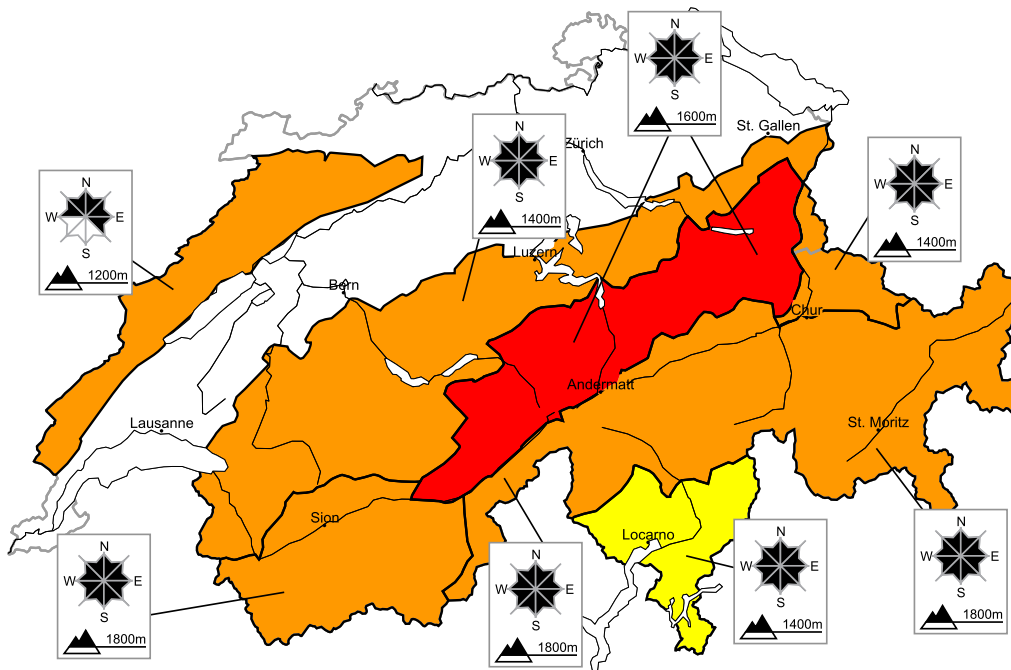 N
W E
S
1600m
St. Gallen
N
W E
S
1400m
Zürich
N
W E
S
1400m
N
W E
S
1200m
Luzern
Bern
Chur
Andermatt
Lausanne
St. Moritz
Sion
Locarno
N
W E
S
1800m
N
W E
S
1800m
N
W E
S
1400m
N
W E
S
1800m